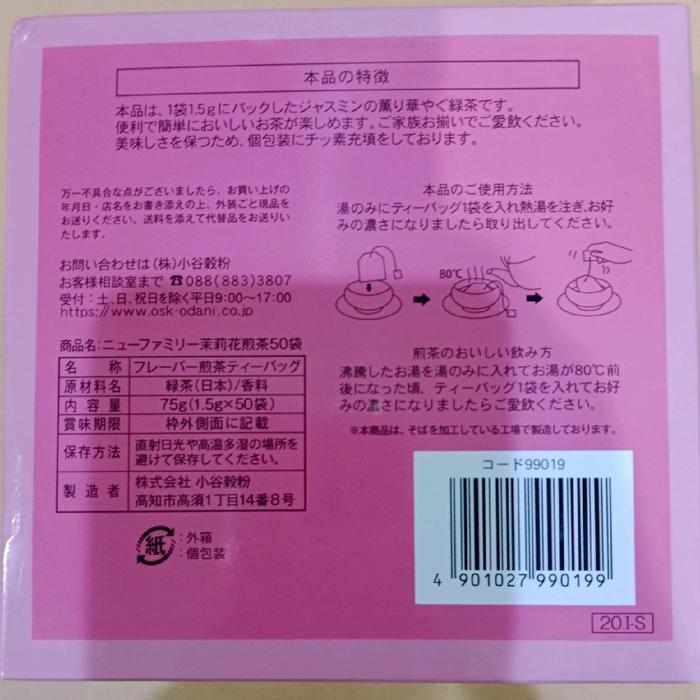 本品の特徴
本品は、1袋1.5gにパックしたジャスミンの薫り華やぐ緑茶です。
便利で簡単においしいお茶が楽しめます。ご家族お揃いでご愛飲ください。
美味しさを保つため、個包装にチッ素充填をしております。
万一不具合な点がございましたら、お買い上げの
年月日・店名をお書き添えの上、外装ごと現品を
お送りください。送料を添えて代替品をお送りい
たします。
お問い合わせは(株)小谷穀粉
お客様相談室まで ☎088(883)3807
受付:土、日、祝日を除く平日9:00〜17:00
https://www.osk-odani.co.jp
本品のご使用方法
湯のみにティーバッグ1袋を入れ熱湯を注ぎ、お好
みの濃さになりましたら取り出してください。
80℃
商品名:ニューファミリー茉莉花煎茶50袋
名 称 フレーバー煎茶ティーバッグ
原材料名 緑茶(日本)/香料
内容量 75g(1.5g×50袋)
賞味期限 枠外側面に記載
保存方法 直射日光や高温多湿の場所を
避けて保存してください。
製造者 株式会社 小谷穀粉
高知市高須1丁目14番8号
煎茶のおいしい飲み方
沸騰したお湯を湯のみに入れてお湯が80℃前
後になった頃、ティーバッグ1袋を入れてお好
みの濃さになりましたらご愛飲ください。
※本商品は、そばを加工している工場で製造しております。
紙 :外箱
:個包装
コード99019
4 901027 990199
20.I-S